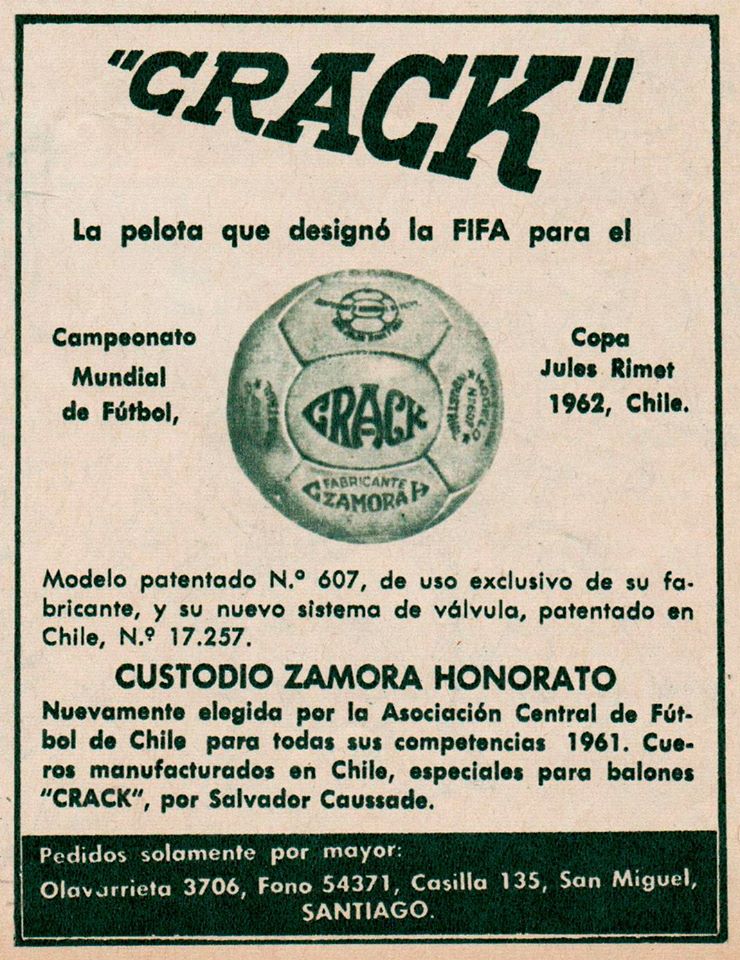 "CRACK"
La pelota que designó la FIFA para el
Campeonato
Mundial
de Fútbol,
Copa
Jules Rimet
1962, Chile.
CRACK
FABRICANTE
C ZAMORA H
MODELO
Nº 607
Modelo patentado N.º 607, de uso exclusivo de su fa-
bricante, y su nuevo sistema de válvula, patentado en
Chile, N.º 17.257.
CUSTODIO ZAMORA HONORATO
Nuevamente elegida por la Asociación Central de Fút-
bol de Chile para todas sus competencias 1961. Cue-
ros manufacturados en Chile, especiales para balones
"CRACK", por Salvador Caussade.
Pedidos solamente por mayor:
Olavarrieta 3706, Fono 54371, Casilla 135, San Miguel,
SANTIAGO.